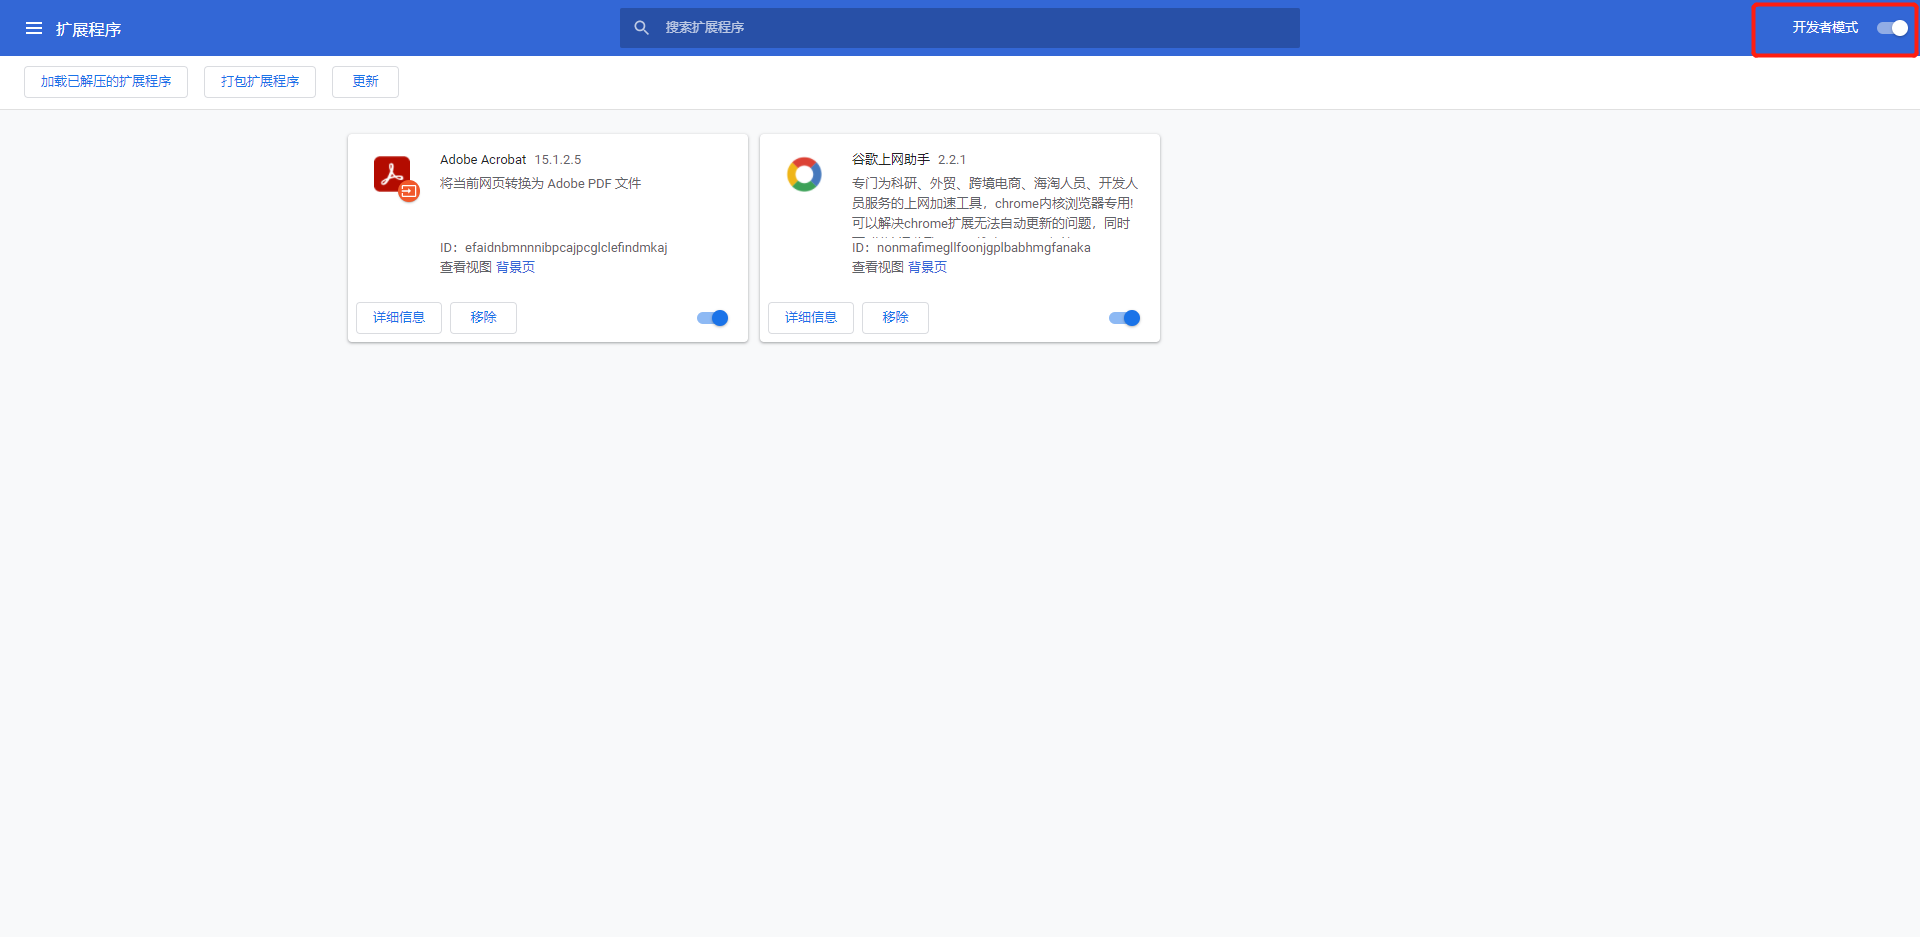 扩展程序
搜索扩展程序
开发者模式
加载已解压的扩展程序
打包扩展程序
更新
Adobe Acrobat 15.1.2.5
将当前网页转换为 Adobe PDF 文件
ID：efaidnbmnnnibpcajpcglclefindmkaj
查看视图 背景页
详细信息
移除
谷歌上网助手 2.2.1
专门为科研、外贸、跨境电商、海淘人员、开发人
员服务的上网加速工具，chrome内核浏览器专用!
可以解决chrome扩展无法自动更新的问题，同时
ID：nonmafimegllfoonjgplbabhmgfanaka
查看视图 背景页
详细信息
移除